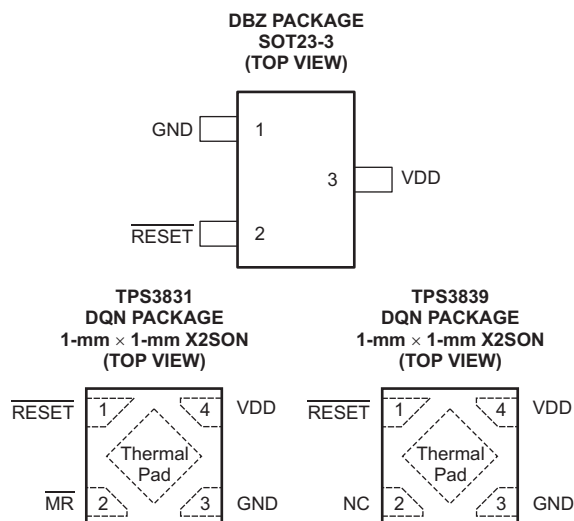 DBZ PACKAGE
SOT23-3
(TOP VIEW)
GND 1
3 VDD
RESET 2
TPS3831
DQN PACKAGE
1-mm × 1-mm X2SON
(TOP VIEW)
RESET 1 4 VDD
Thermal
Pad
MR 2 3 GND
TPS3839
DQN PACKAGE
1-mm × 1-mm X2SON
(TOP VIEW)
RESET 1 4 VDD
Thermal
Pad
NC 2 3 GND